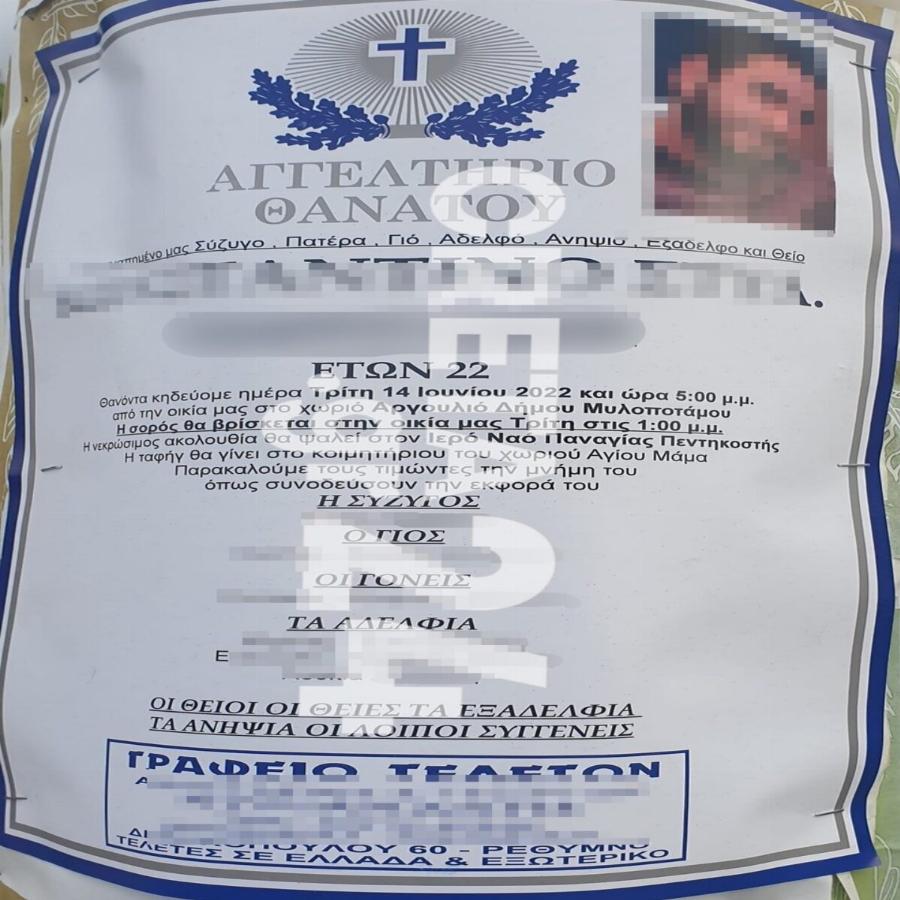 ΑΓΓΕΛΤΗΡΙΟ
ΘΑΝΑΤΟΥ
μας Σύζυγο , Πατέρα , Γιό , Αδελφό , Ανηψιό , Εξάδελφο και Θείο
ΕΤΩΝ 22
Θανόντα κηδεύομε ημέρα Τρίτη 14 Ιουνίου 2022 και ώρα 5:00 μ.μ.
από την οικία μας στο χωριό Αργουλιό Δήμου Μυλοποτάμου
Η σορός θα βρίσκεται στην οικία μας Τρίτη στις 1:00 μ.μ.
Η νεκρώσιμος ακολουθία θα ψαλεί στον Ιερό Ναό Παναγίας Πεντηκοστής
Η ταφή θα γίνει στο κοιμητήριου του χωριού Αγίου Μάμα
Παρακαλούμε τους τιμώντες την μνήμη του
όπως συνοδεύσουν την εκφορά του
Η ΣΥΖΥΓΟΣ
Ο ΓΙΟΣ
ΟΙ ΓΟΝΕΙΣ
ΤΑ ΑΔΕΛΦΙΑ
Ε
ΟΙ ΘΕΙΟΙ ΟΙ ΘΕΙΕΣ ΤΑ ΕΞΑΔΕΛΦΙΑ
ΤΑ ΑΝΗΨΙΑ ΟΙ ΛΟΙΠΟΙ ΣΥΓΓΕΝΕΙΣ
ΓΡΑΦΕΙΟ ΤΕΛΕΤΩΝ
60 - ΡΕΘΥΜΝΟ
ΤΕΛΕΤΕΣ ΣΕ ΕΛΛΑΔΑ & ΕΞΩΤΕΡΙΚΟ